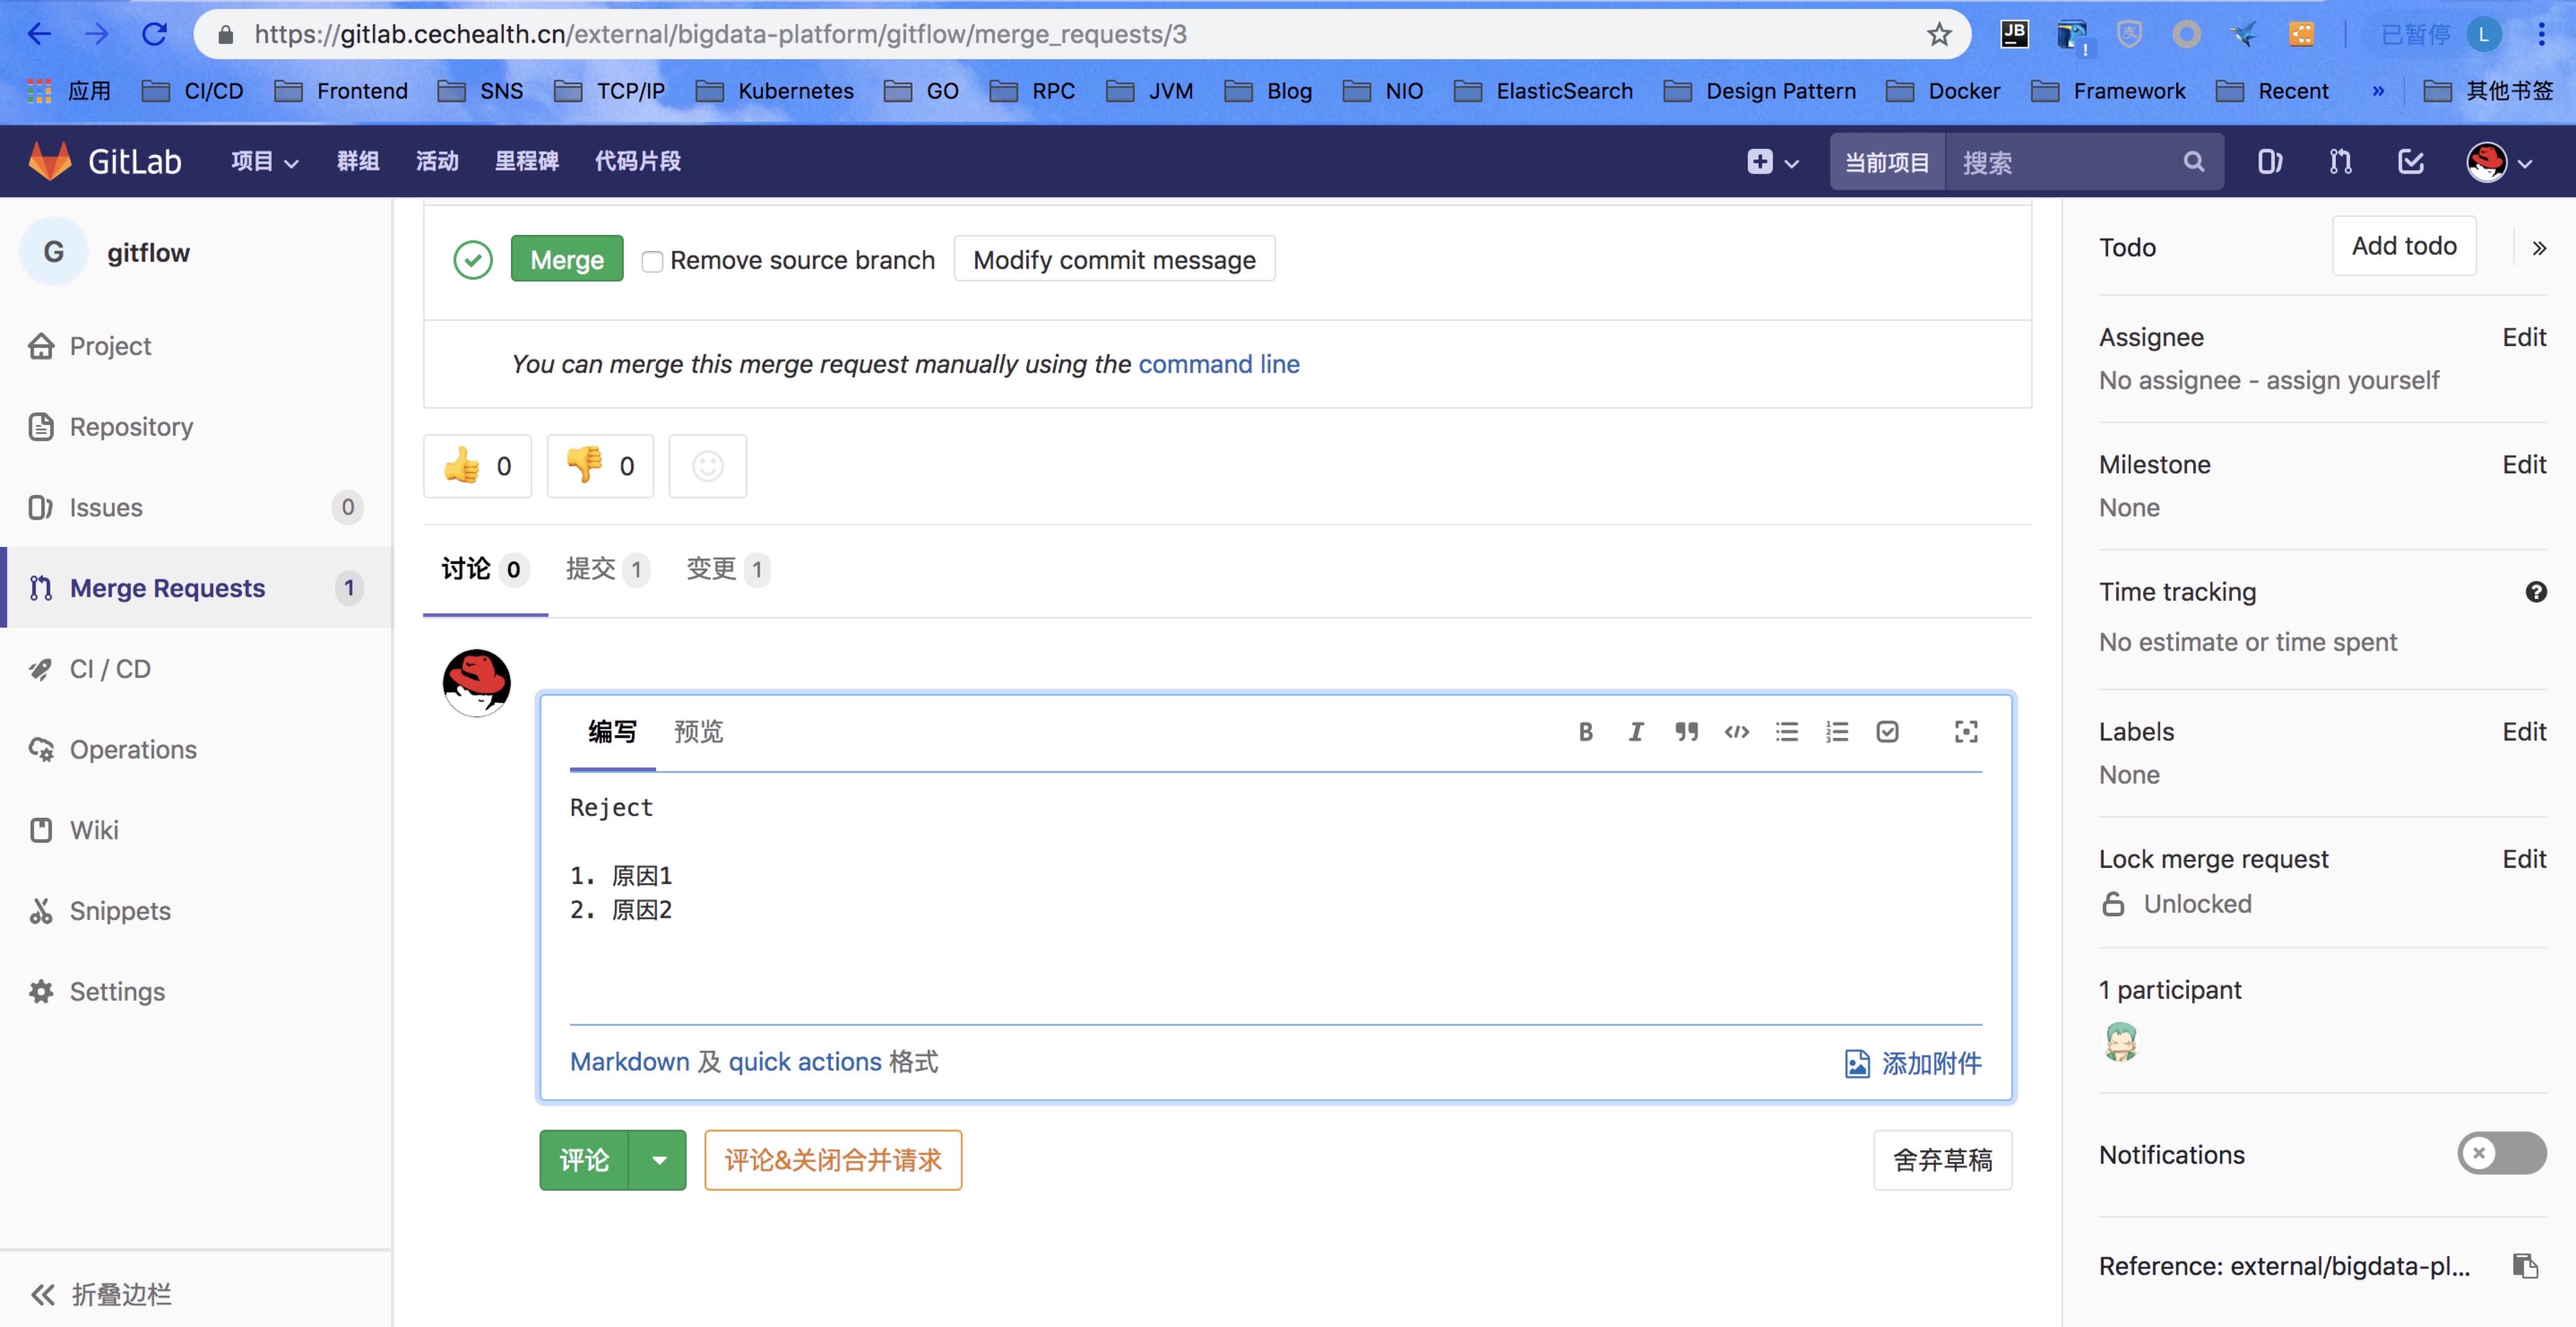 https://gitlab.cechealth.cn/external/bigdata-platform/gitflow/merge_requests/3
JB
已暂停
L
应用
CI/CD
Frontend
SNS
TCP/IP
Kubernetes
GO
RPC
JVM
Blog
NIO
ElasticSearch
Design Pattern
Docker
Framework
Recent
»
其他书签
GitLab
项目
群组
活动
里程碑
代码片段
当前项目
搜索
G
gitflow
Project
Repository
Issues 0
Merge Requests 1
CI / CD
Operations
Wiki
Snippets
Settings
折叠边栏
Merge
Remove source branch
Modify commit message
You can merge this merge request manually using the command line
0
0
讨论 0
提交 1
变更 1
编写
预览
Reject
1. 原因1
2. 原因2
Markdown 及 quick actions 格式
添加附件
评论
评论&关闭合并请求
舍弃草稿
Todo
Add todo
Assignee
Edit
No assignee - assign yourself
Milestone
Edit
None
Time tracking
No estimate or time spent
Labels
Edit
None
Lock merge request
Edit
Unlocked
1 participant
Notifications
Reference: external/bigdata-pl...